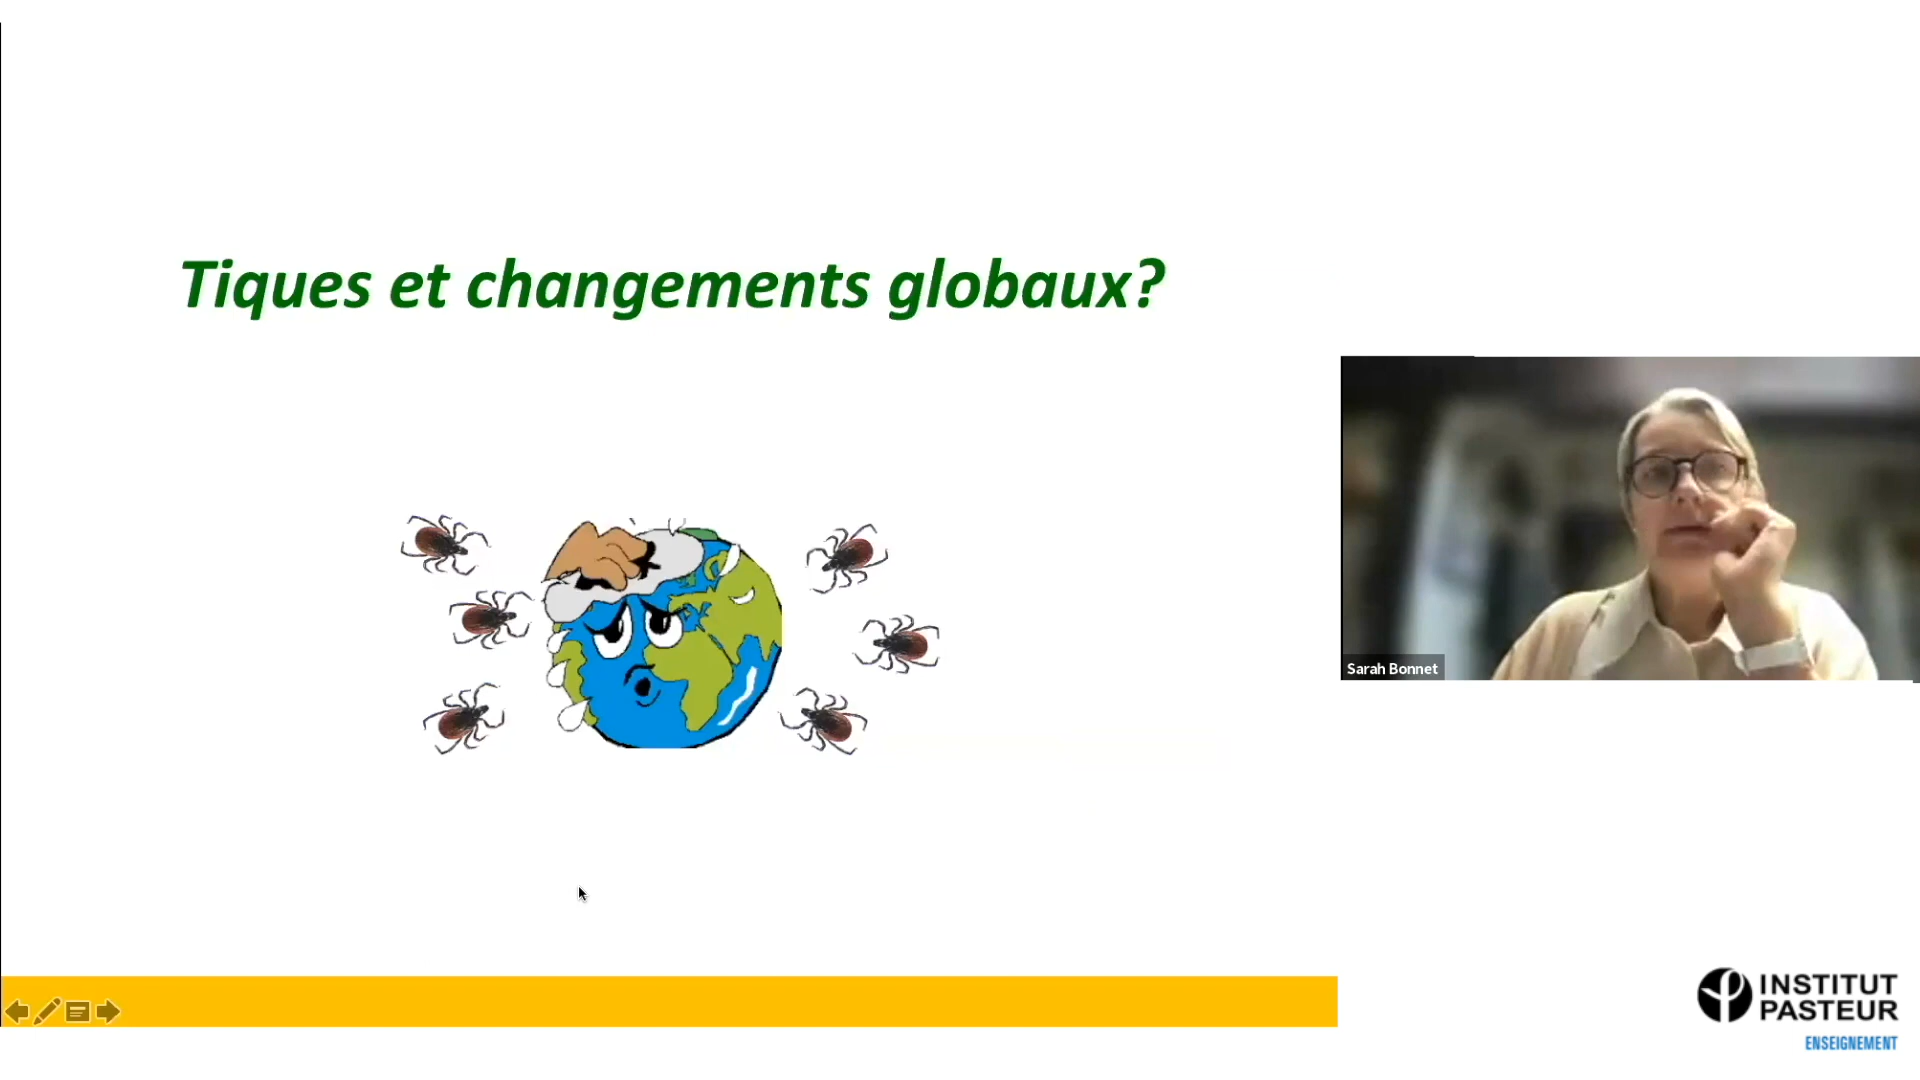 Tiques et changements globaux?
Sarah Bonnet
INSTITUT
PASTEUR
ENSEIGNEMENT